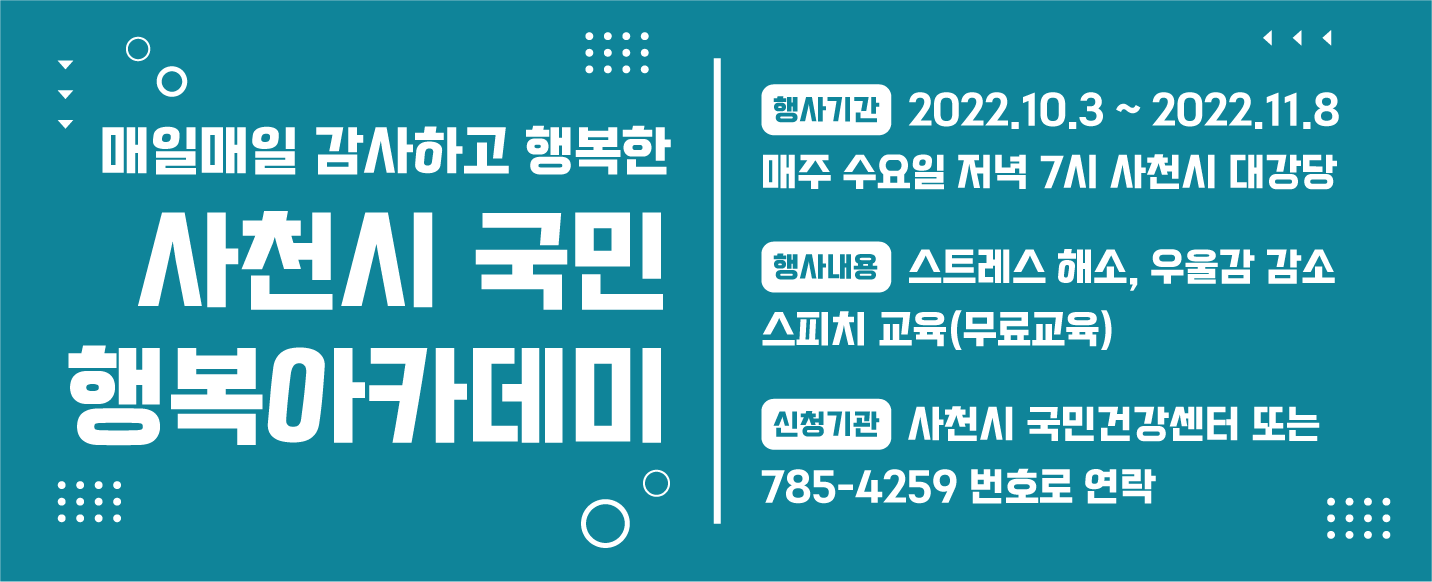 매일매일 감사하고 행복한
사천시 국민
행복아카데미
행사기간 2022.10.3 ~ 2022.11.8
매주 수요일 저녁 7시 사천시 대강당
행사내용 스트레스 해소, 우울감 감소
스피치 교육(무료교육)
신청기관 사천시 국민건강센터 또는
785-4259 번호로 연락